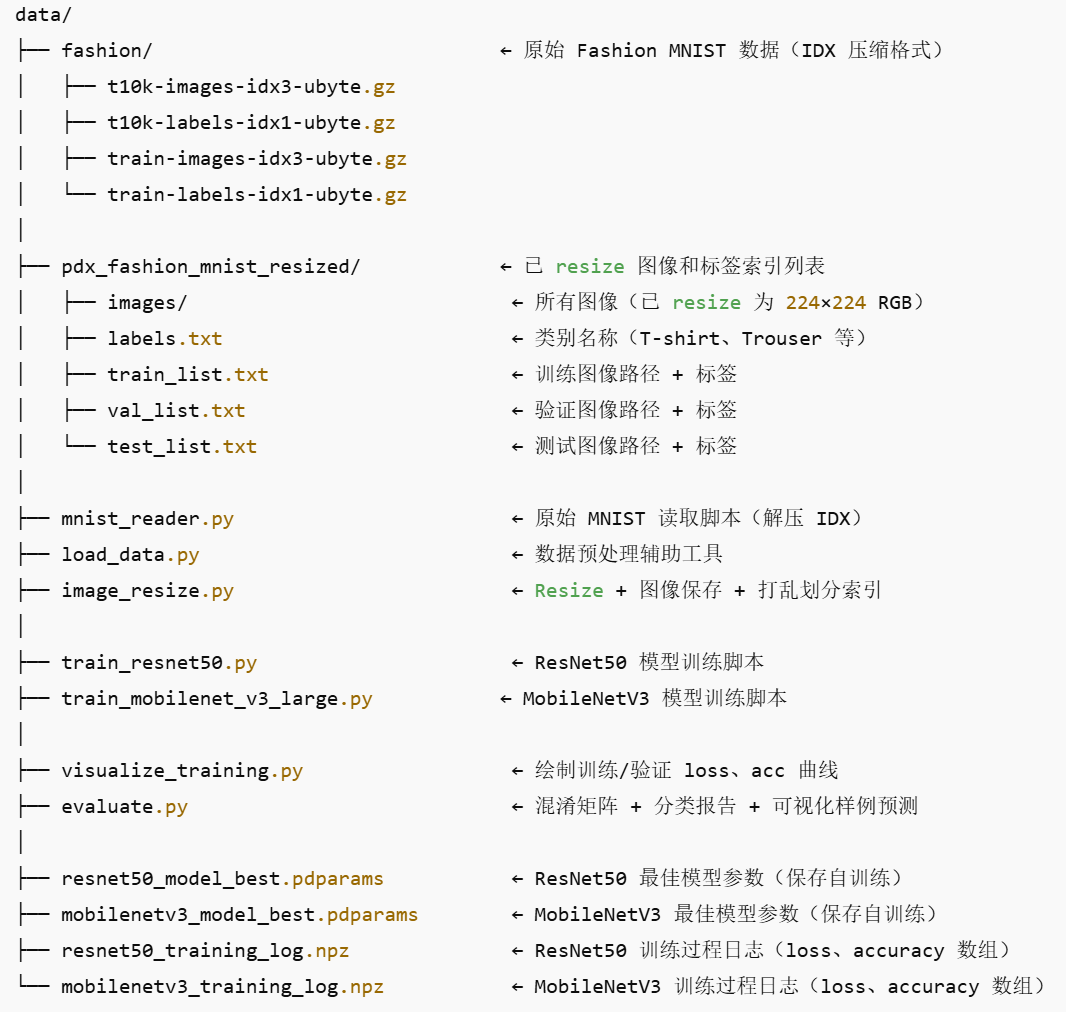 data/
├── fashion/ ← 原始 Fashion MNIST 数据（IDX 压缩格式）
│ ├── t10k-images-idx3-ubyte.gz
│ ├── t10k-labels-idx1-ubyte.gz
│ ├── train-images-idx3-ubyte.gz
│ └── train-labels-idx1-ubyte.gz
│
├── pdx_fashion_mnist_resized/ ← 已 resize 图像和标签索引列表
│ ├── images/ ← 所有图像（已 resize 为 224×224 RGB）
│ ├── labels.txt ← 类别名称（T-shirt、Trouser 等）
│ ├── train_list.txt ← 训练图像路径 + 标签
│ ├── val_list.txt ← 验证图像路径 + 标签
│ └── test_list.txt ← 测试图像路径 + 标签
│
├── mnist_reader.py ← 原始 MNIST 读取脚本（解压 IDX）
├── load_data.py ← 数据预处理辅助工具
├── image_resize.py ← Resize + 图像保存 + 打乱划分索引
│
├── train_resnet50.py ← ResNet50 模型训练脚本
├── train_mobilenet_v3_large.py ← MobileNetV3 模型训练脚本
│
├── visualize_training.py ← 绘制训练/验证 loss、acc 曲线
├── evaluate.py ← 混淆矩阵 + 分类报告 + 可视化样例预测
│
├── resnet50_model_best.pdparams ← ResNet50 最佳模型参数（保存自训练）
├── mobilenetv3_model_best.pdparams ← MobileNetV3 最佳模型参数（保存自训练）
├── resnet50_training_log.npz ← ResNet50 训练过程日志（loss、accuracy 数组）
└── mobilenetv3_training_log.npz ← MobileNetV3 训练过程日志（loss、accuracy 数组）